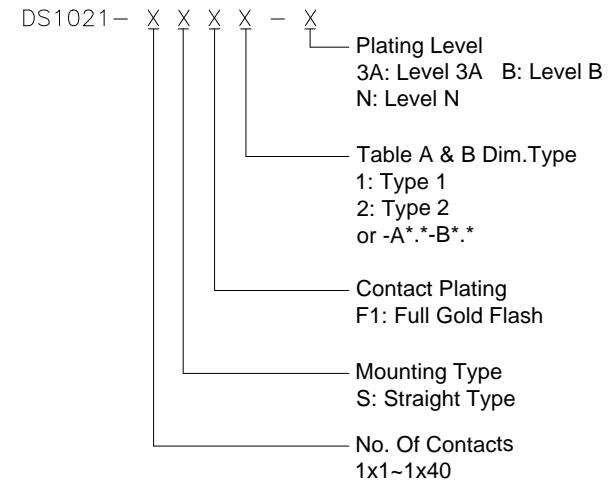 DS1021- X X X X - X
Plating Level
3A: Level 3A B: Level B
N: Level N
Table A & B Dim.Type
1: Type 1
2: Type 2
or -A*.*-B*.*
Contact Plating
F1: Full Gold Flash
Mounting Type
S: Straight Type
No. Of Contacts
1x1~1x40